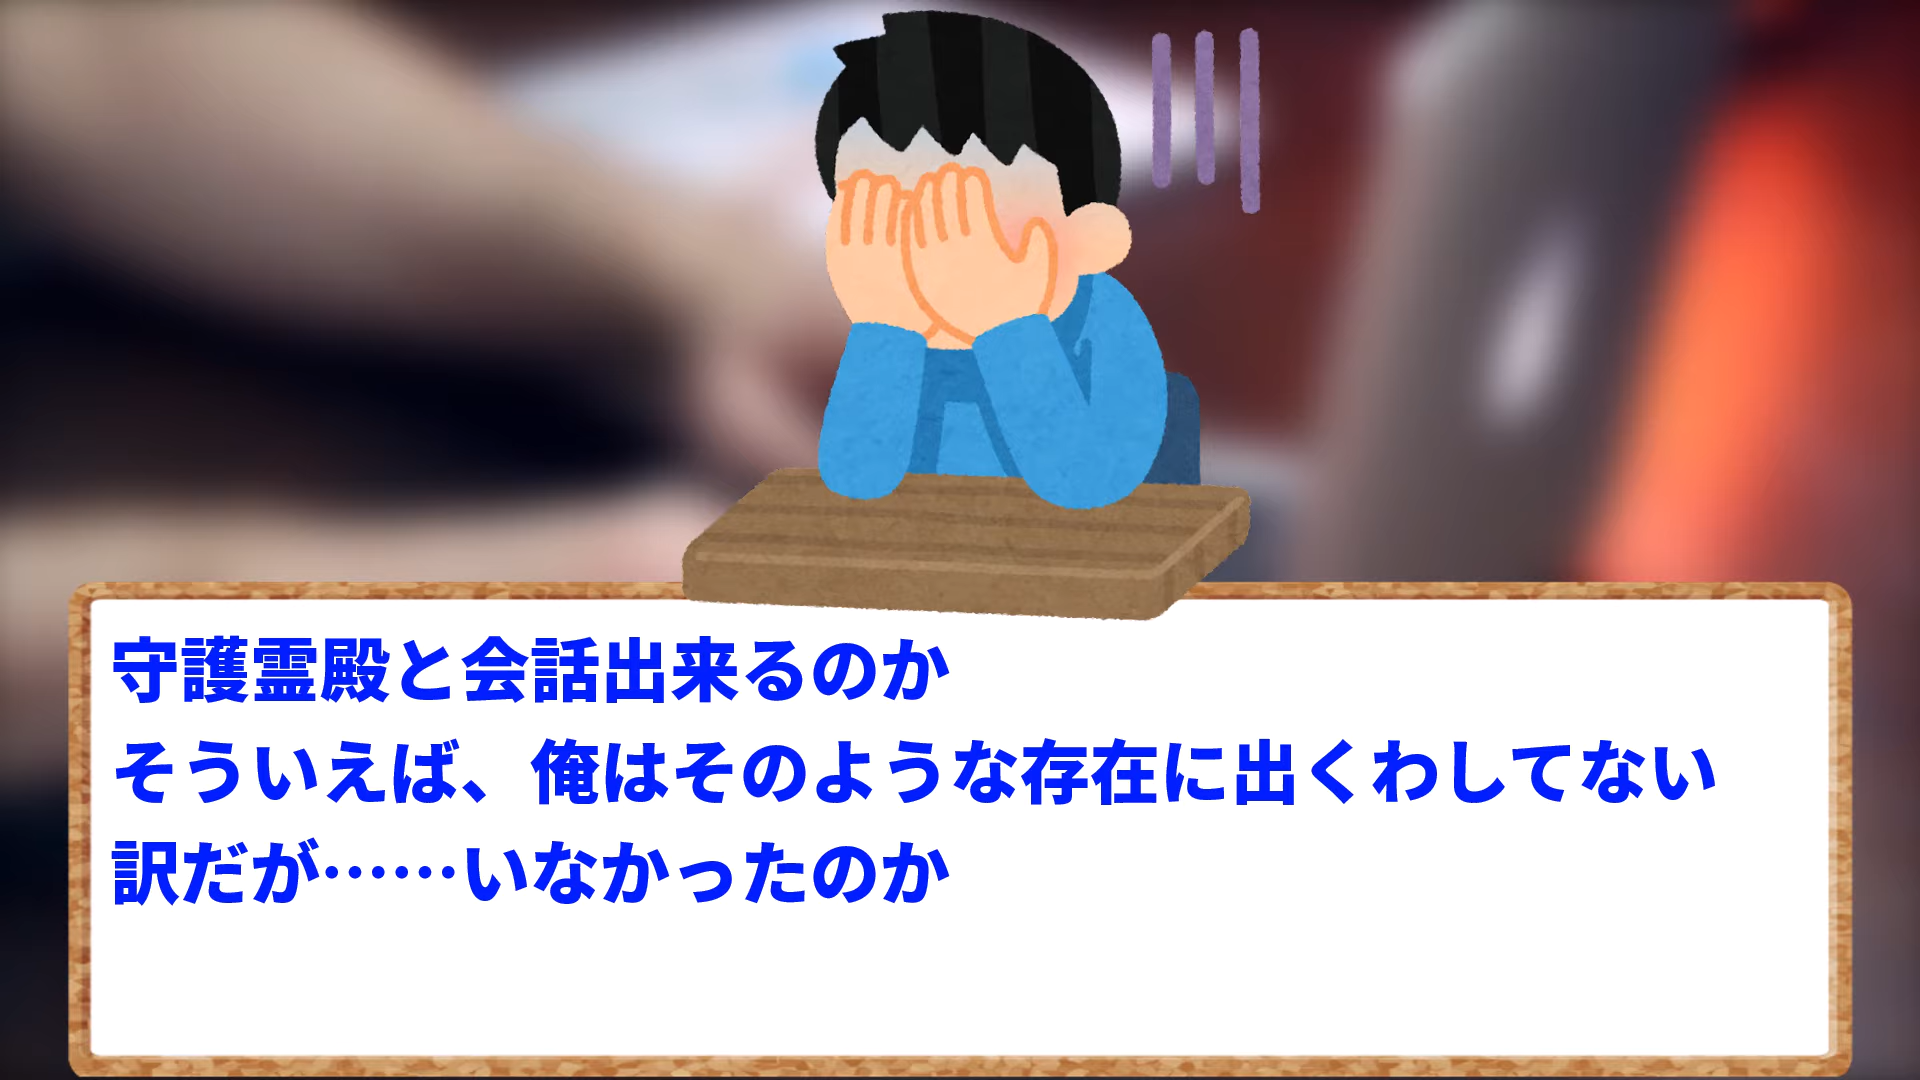 守護霊殿と会話出来るのか
そういえば、俺はそのような存在に出くわしてない
訳だが……いなかったのか